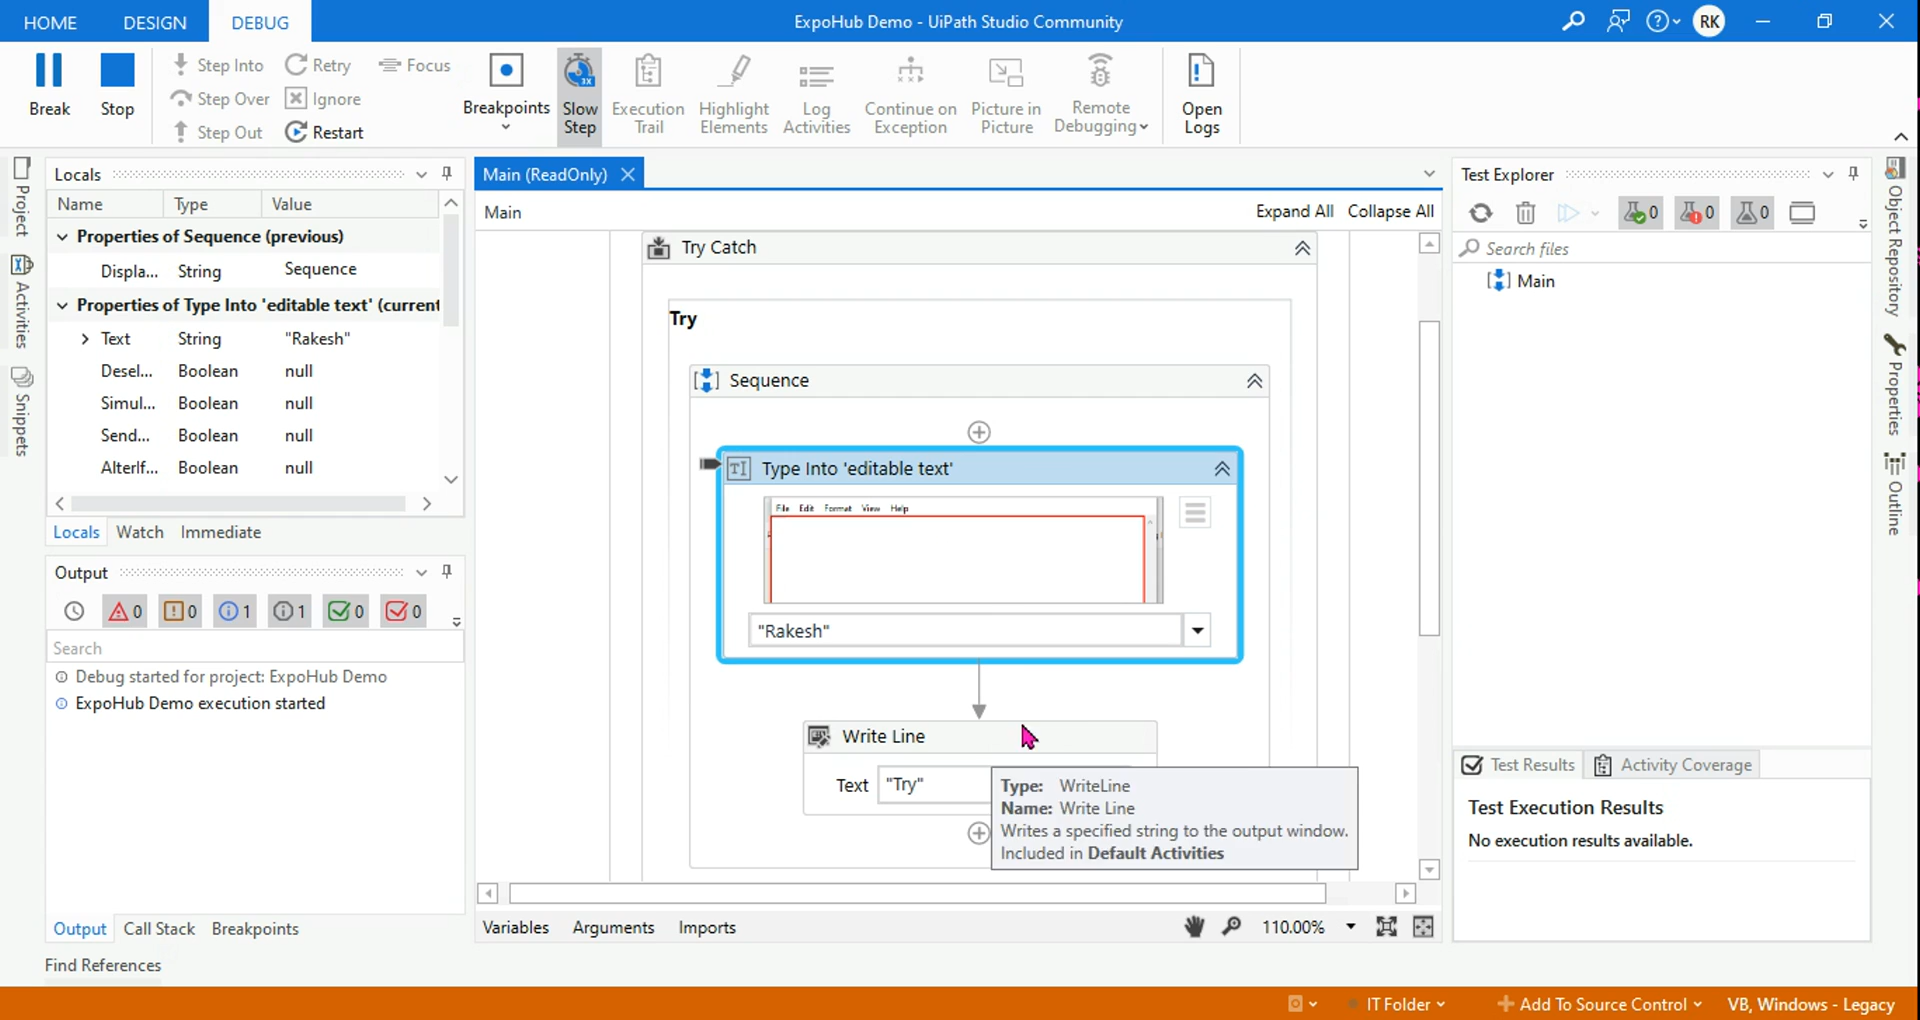 HOME DESIGN DEBUG ExpoHub Demo - UiPath Studio Community RK
Break Stop
Step Into Retry Focus
Step Over Ignore
Step Out Restart
Breakpoints
Slow Step
Execution Trail
Highlight Elements
Log Activities
Continue on Exception
Picture in Picture
Remote Debugging
Open Logs
Project
Activities
Snippets
Locals
Name Type Value
Properties of Sequence (previous)
Displa... String Sequence
Properties of Type Into 'editable text' (current
Text String "Rakesh"
Desel... Boolean null
Simul... Boolean null
Send... Boolean null
AlterIf... Boolean null
Locals Watch Immediate
Output
0 0 1 1 0 0
Search
Debug started for project: ExpoHub Demo
ExpoHub Demo execution started
Output Call Stack Breakpoints
Find References
Main (ReadOnly)
Main Expand All Collapse All
Try Catch
Try
Sequence
Type Into 'editable text'
File Edit Format View Help
"Rakesh"
Write Line
Text "Try"
Type: WriteLine
Name: Write Line
Writes a specified string to the output window.
Included in Default Activities
Variables Arguments Imports 110.00%
Test Explorer
0 0 0
Search files
Main
Test Results Activity Coverage
Test Execution Results
No execution results available.
Object Repository
Properties
Outline
IT Folder Add To Source Control VB, Windows - Legacy